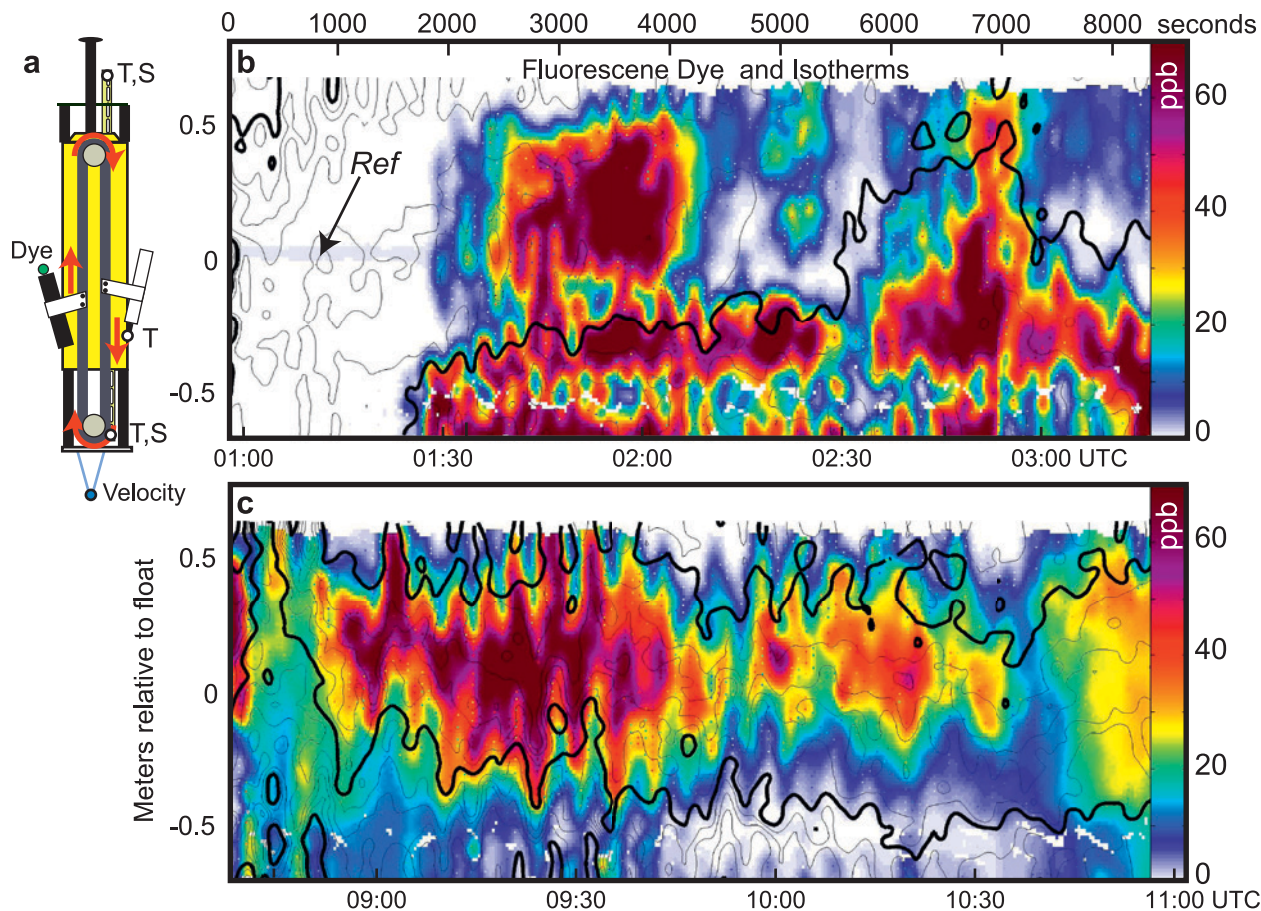 0 1000 2000 3000 4000 5000 6000 7000 8000 seconds
a
T,S
Dye
T
T,S
Velocity
b
Fluorescene Dye and Isotherms
Ref
0.5
0
-0.5
ppb
60
40
20
0
01:00 01:30 02:00 02:30 03:00 UTC
c
Meters relative to float
0.5
0
-0.5
ppb
60
40
20
0
09:00 09:30 10:00 10:30 11:00 UTC